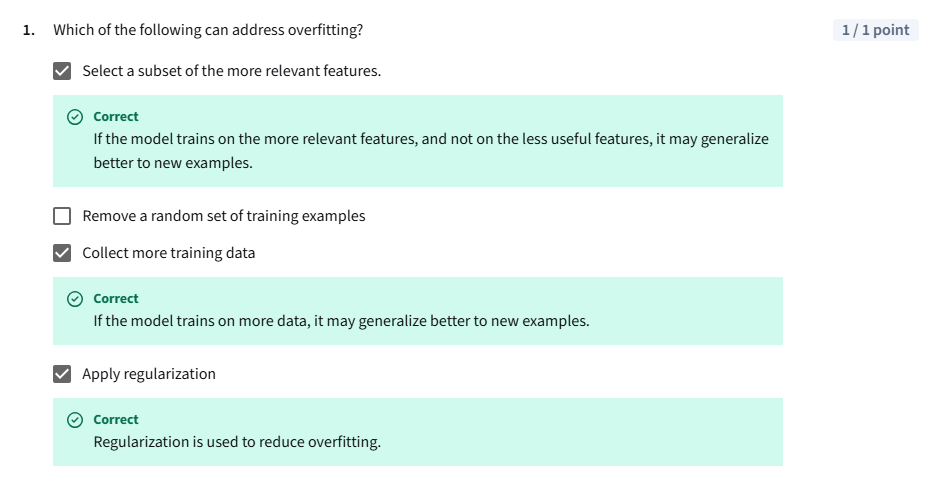 1. Which of the following can address overfitting?
1 / 1 point
Select a subset of the more relevant features.
Correct
If the model trains on the more relevant features, and not on the less useful features, it may generalize
better to new examples.
Remove a random set of training examples
Collect more training data
Correct
If the model trains on more data, it may generalize better to new examples.
Apply regularization
Correct
Regularization is used to reduce overfitting.